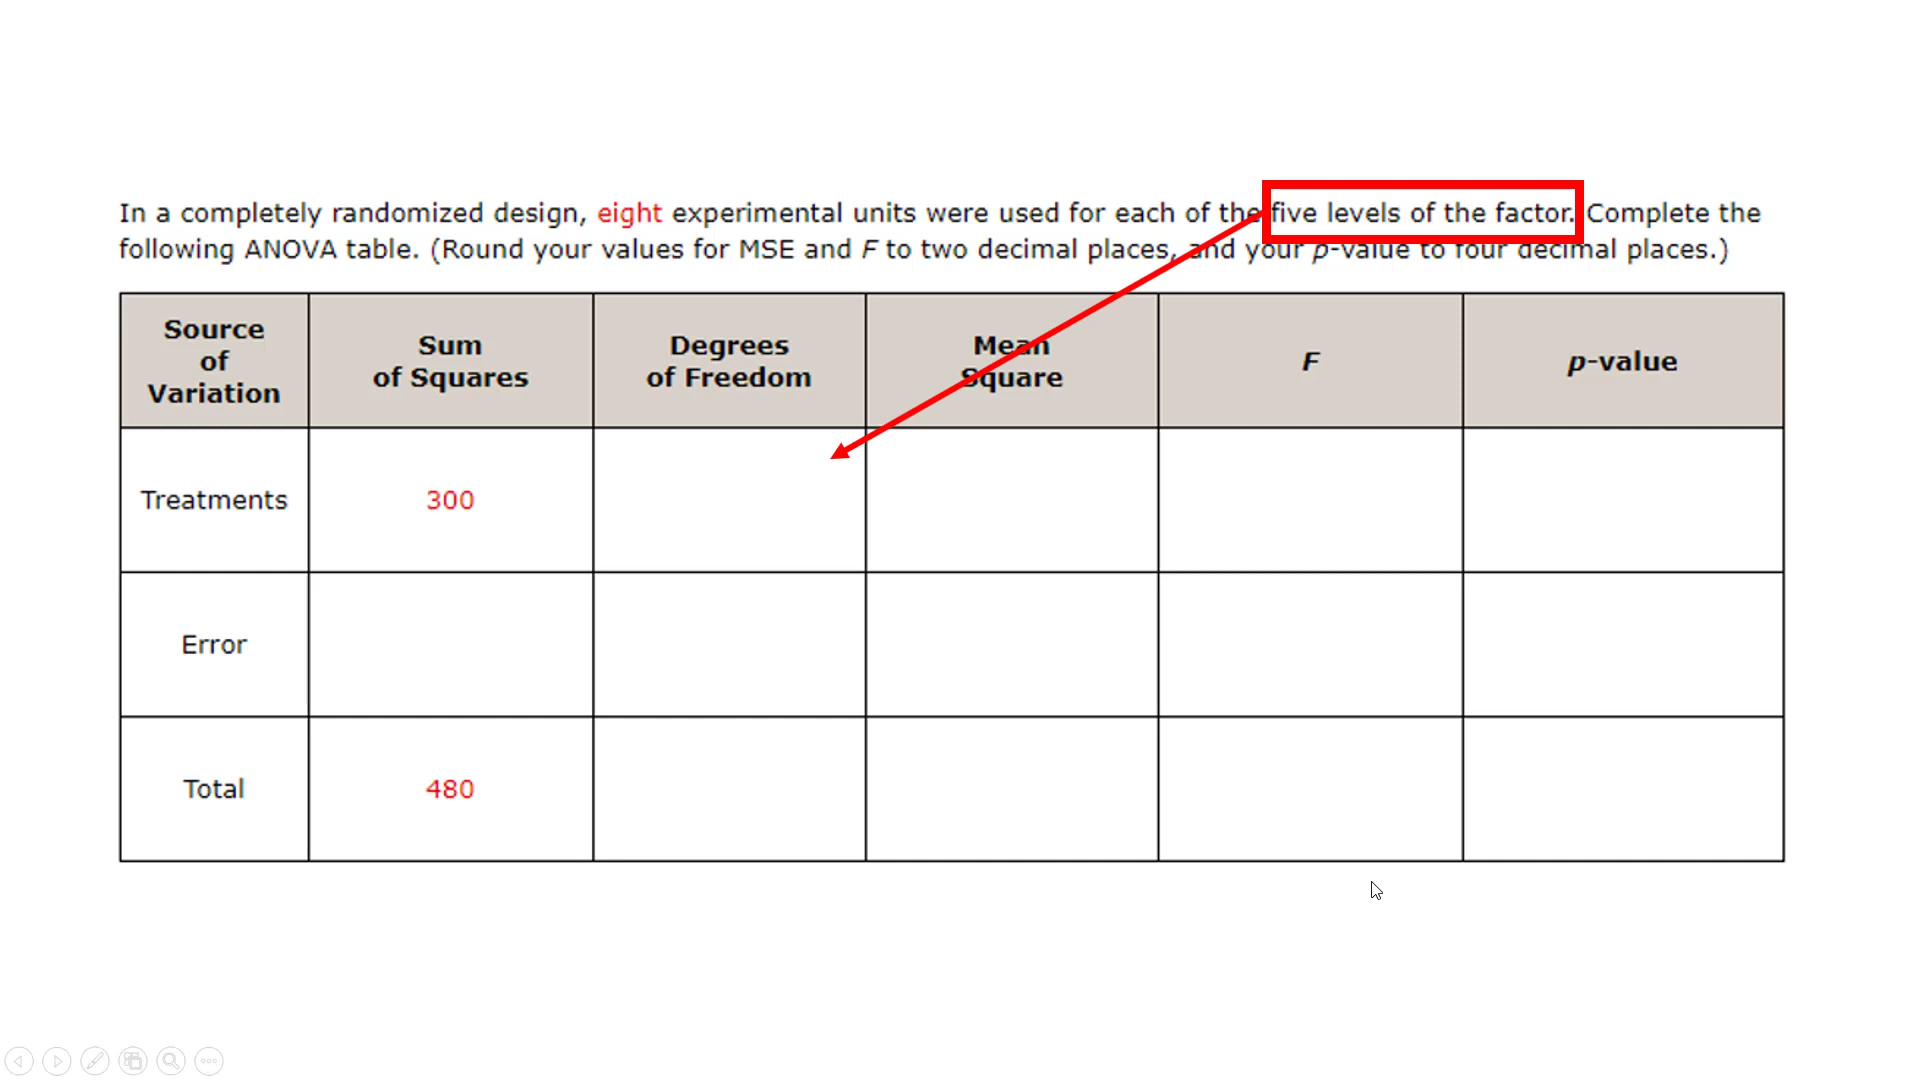 In a completely randomized design, eight experimental units were used for each of the five levels of the factor. Complete the
following ANOVA table. (Round your values for MSE and F to two decimal places, and your p-value to four decimal places.)
Source of Variation Sum of Squares Degrees of Freedom Mean Square F p-value
Treatments 300
Error
Total 480